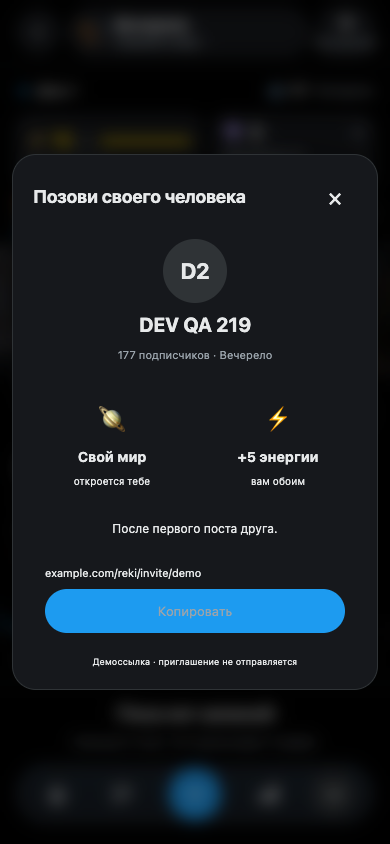 Позови своего человека
D2
DEV QA 219
177 подписчиков · Вечерело
Свой мир
+5 энергии
откроется тебе
вам обоим
После первого поста друга.
example.com/reki/invite/demo
Копировать
Демоссылка · приглашение не отправляется